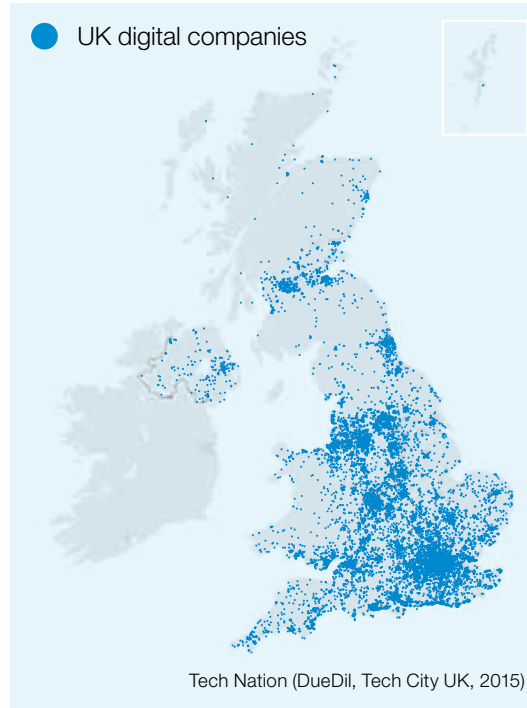 UK digital companies
Tech Nation (DueDil, Tech City UK, 2015)